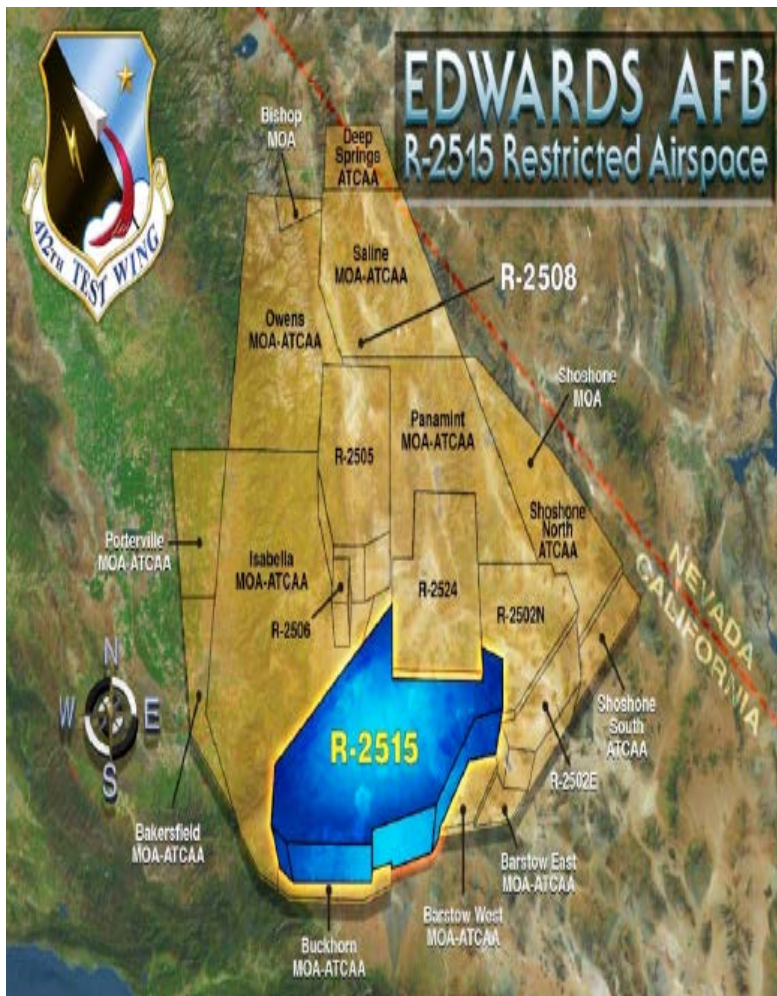 EDWARDS AFB
R-2515 Restricted Airspace
412TH TEST WING
Bishop
MOA
Deep
Springs
ATCAA
Saline
MOA-ATCAA
R-2508
Owens
MOA-ATCAA
Shoshone
MOA
Panamint
MOA-ATCAA
R-2505
Shoshone
North
ATCAA
Porterville
MOA-ATCAA
Isabella
MOA-ATCAA
R-2524
R-2502N
R-2506
NEVADA
CALIFORNIA
N
W E
S
Shoshone
South
ATCAA
R-2515
R-2502E
Bakersfield
MOA-ATCAA
Barstow East
MOA-ATCAA
Barstow West
MOA-ATCAA
Buckhorn
MOA-ATCAA